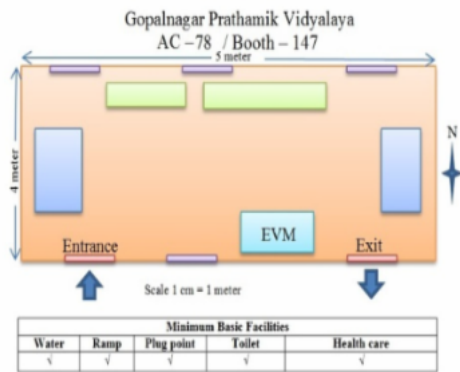 Gopalnagar Prathamik Vidyalaya
AC –78 / Booth – 147
5 meter
4 meter
N
EVM
Entrance
Exit
Scale 1 cm = 1 meter
Minimum Basic Facilities
Water Ramp Plug point Toilet Health care
√ √ √ √ √